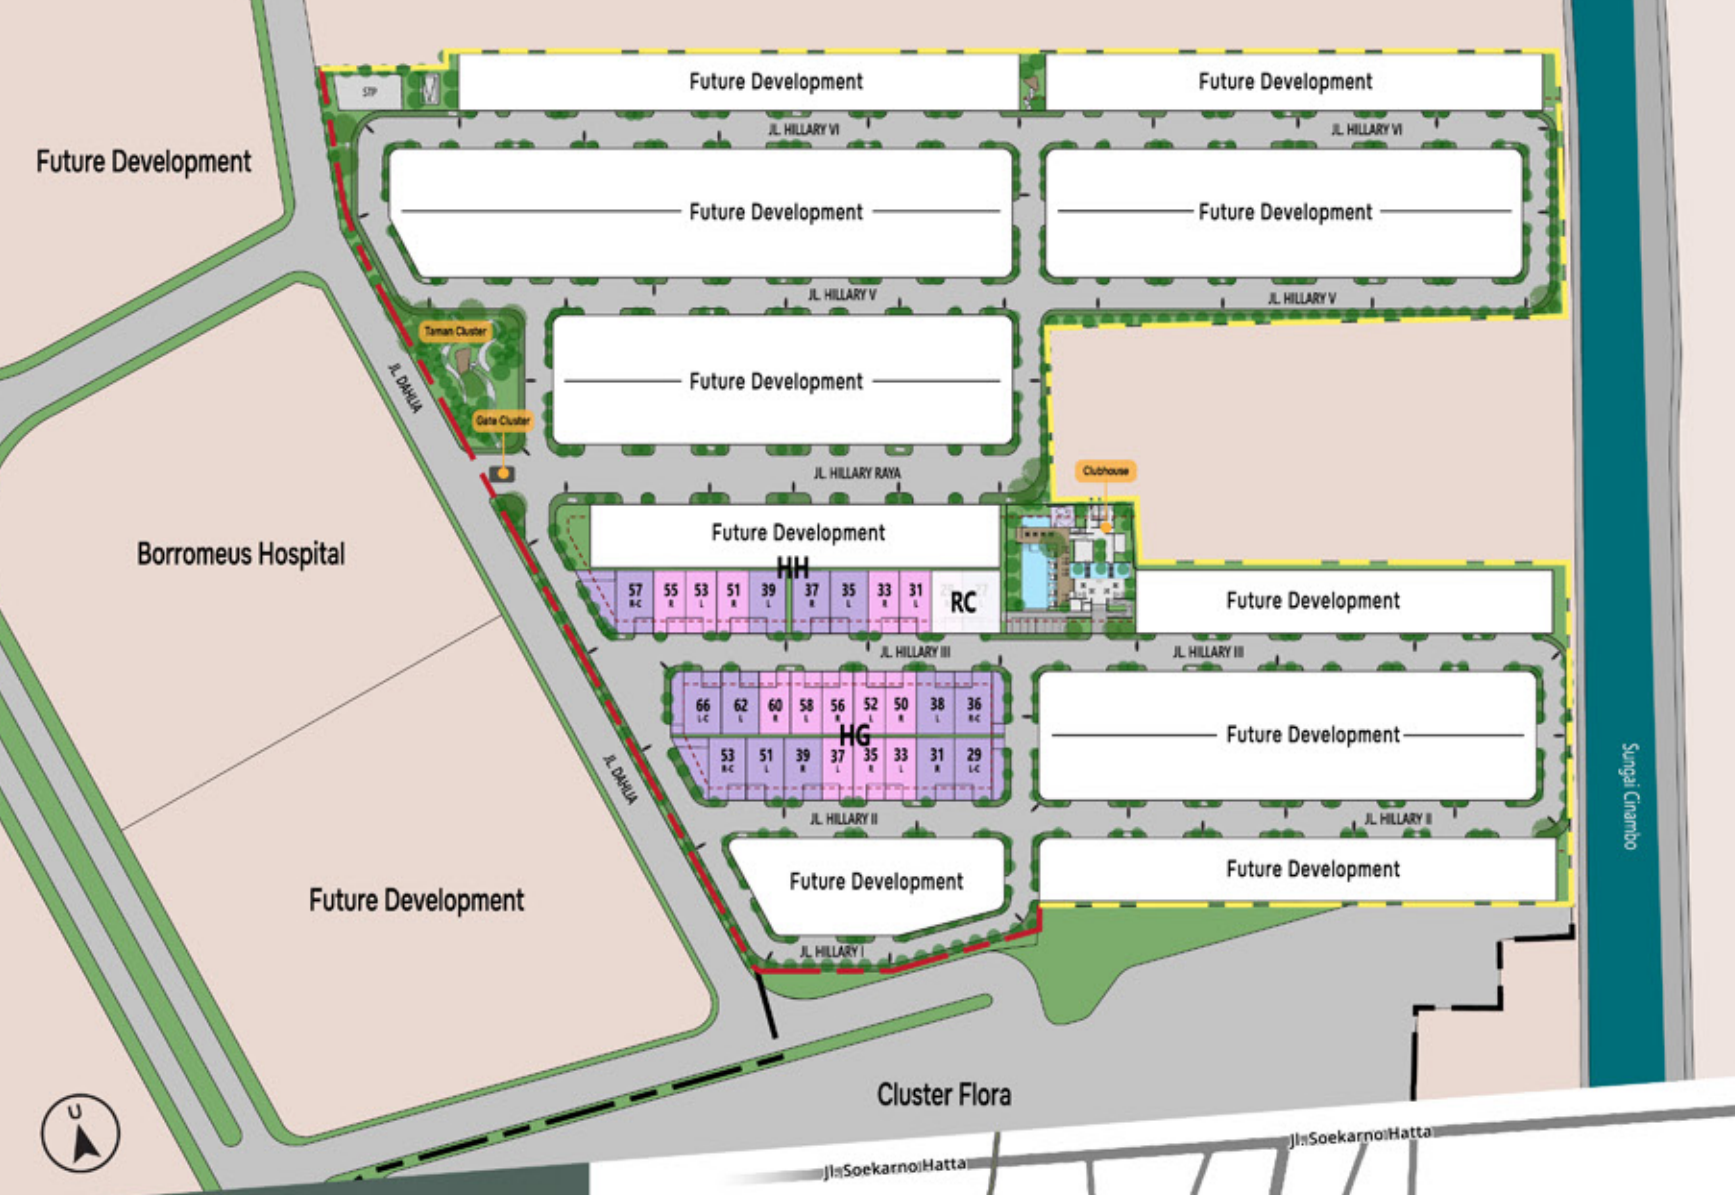 Future Development
Future Development
STP
JL. HILLARY VI
JL. HILLARY VI
Future Development
Future Development
Future Development
JL. HILLARY V
JL. HILLARY V
Taman Cluster
Future Development
JL. DAHLIA
Gate Cluster
JL. HILLARY RAYA
Clubhouse
Future Development
Borromeus Hospital
HH
57 55 53 51 39 37 35 33 31
R-C R L R L R L R L
RC
Future Development
JL. HILLARY III
JL. HILLARY III
66 62 60 58 56 52 50 38 36
L-C L R L R L R L R-C
HG
Future Development
53 51 39 37 35 33 31 29
R-C L R L R L R L-C
JL. DAHLIA
Sungai Cinambo
JL. HILLARY II
JL. HILLARY II
Future Development
Future Development
Future Development
JL. HILLARY I
Cluster Flora
U
Jl. Soekarno Hatta
Jl. Soekarno Hatta